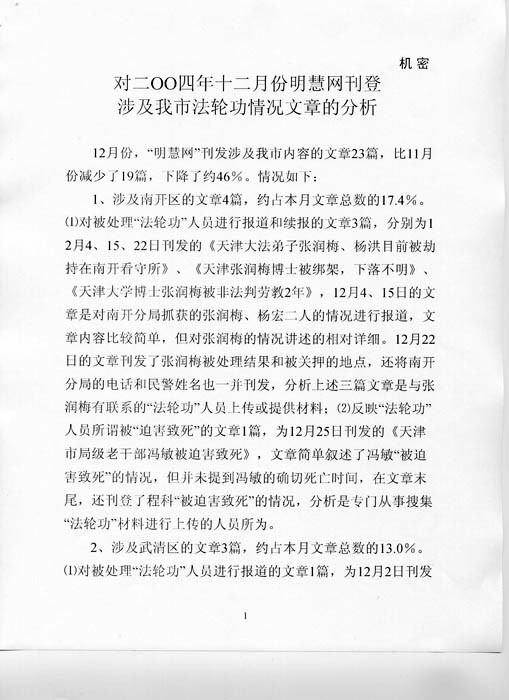 机密
对二OO四年十二月份明慧网刊登
涉及我市法轮功情况文章的分析
12月份，“明慧网”刊发涉及我市内容的文章23篇，比11月
份减少了19篇，下降了约46%。情况如下：
1、涉及南开区的文章4篇，约占本月文章总数的17.4%。
⑴对被处理“法轮功”人员进行报道和续报的文章3篇，分别为1
2月4、15、22日刊发的《天津大法弟子张润梅、杨洪目前被劫
持在南开看守所》、《天津张润梅博士被绑架，下落不明》、
《天津大学博士张润梅被非法判劳教2年》，12月4、15日的文
章是对南开分局抓获的张润梅、杨宏二人的情况进行报道，文
章内容比较简单，但对张润梅的情况讲述的相对详细。12月22
日的文章刊发了张润梅被处理结果和被关押的地点，还将南开
分局的电话和民警姓名也一并刊发，分析上述三篇文章是与张
润梅有联系的“法轮功”人员上传或提供材料；⑵反映“法轮功”
人员所谓被“迫害致死”的文章1篇，为12月25日刊发的《天津
市局级老干部冯敏被迫害致死》，文章简单叙述了冯敏“被迫
害致死”的情况，但并未提到冯敏的确切死亡时间，在文章末
尾，还刊登了程科“被迫害致死”的情况，分析是专门从事搜集
“法轮功”材料进行上传的人员所为。
2、涉及武清区的文章3篇，约占本月文章总数的13.0%。
⑴对被处理“法轮功”人员进行报道的文章1篇，为12月2日刊发
1